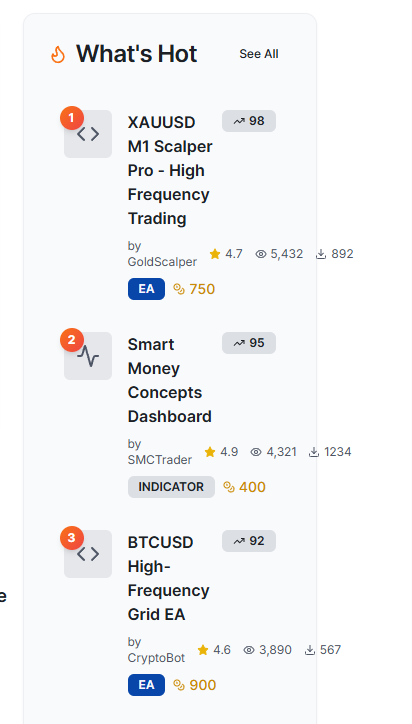 What's Hot
See All
1
XAUUSD
98
M1 Scalper
Pro - High
Frequency
Trading
by
GoldScalper
4.7 5,432 892
EA 750
2
Smart
95
Money
Concepts
Dashboard
by
SMCTrader
4.9 4,321 1234
INDICATOR 400
3
BTCUSD
92
High-
Frequency
Grid EA
by
CryptoBot
4.6 3,890 567
EA 900
e